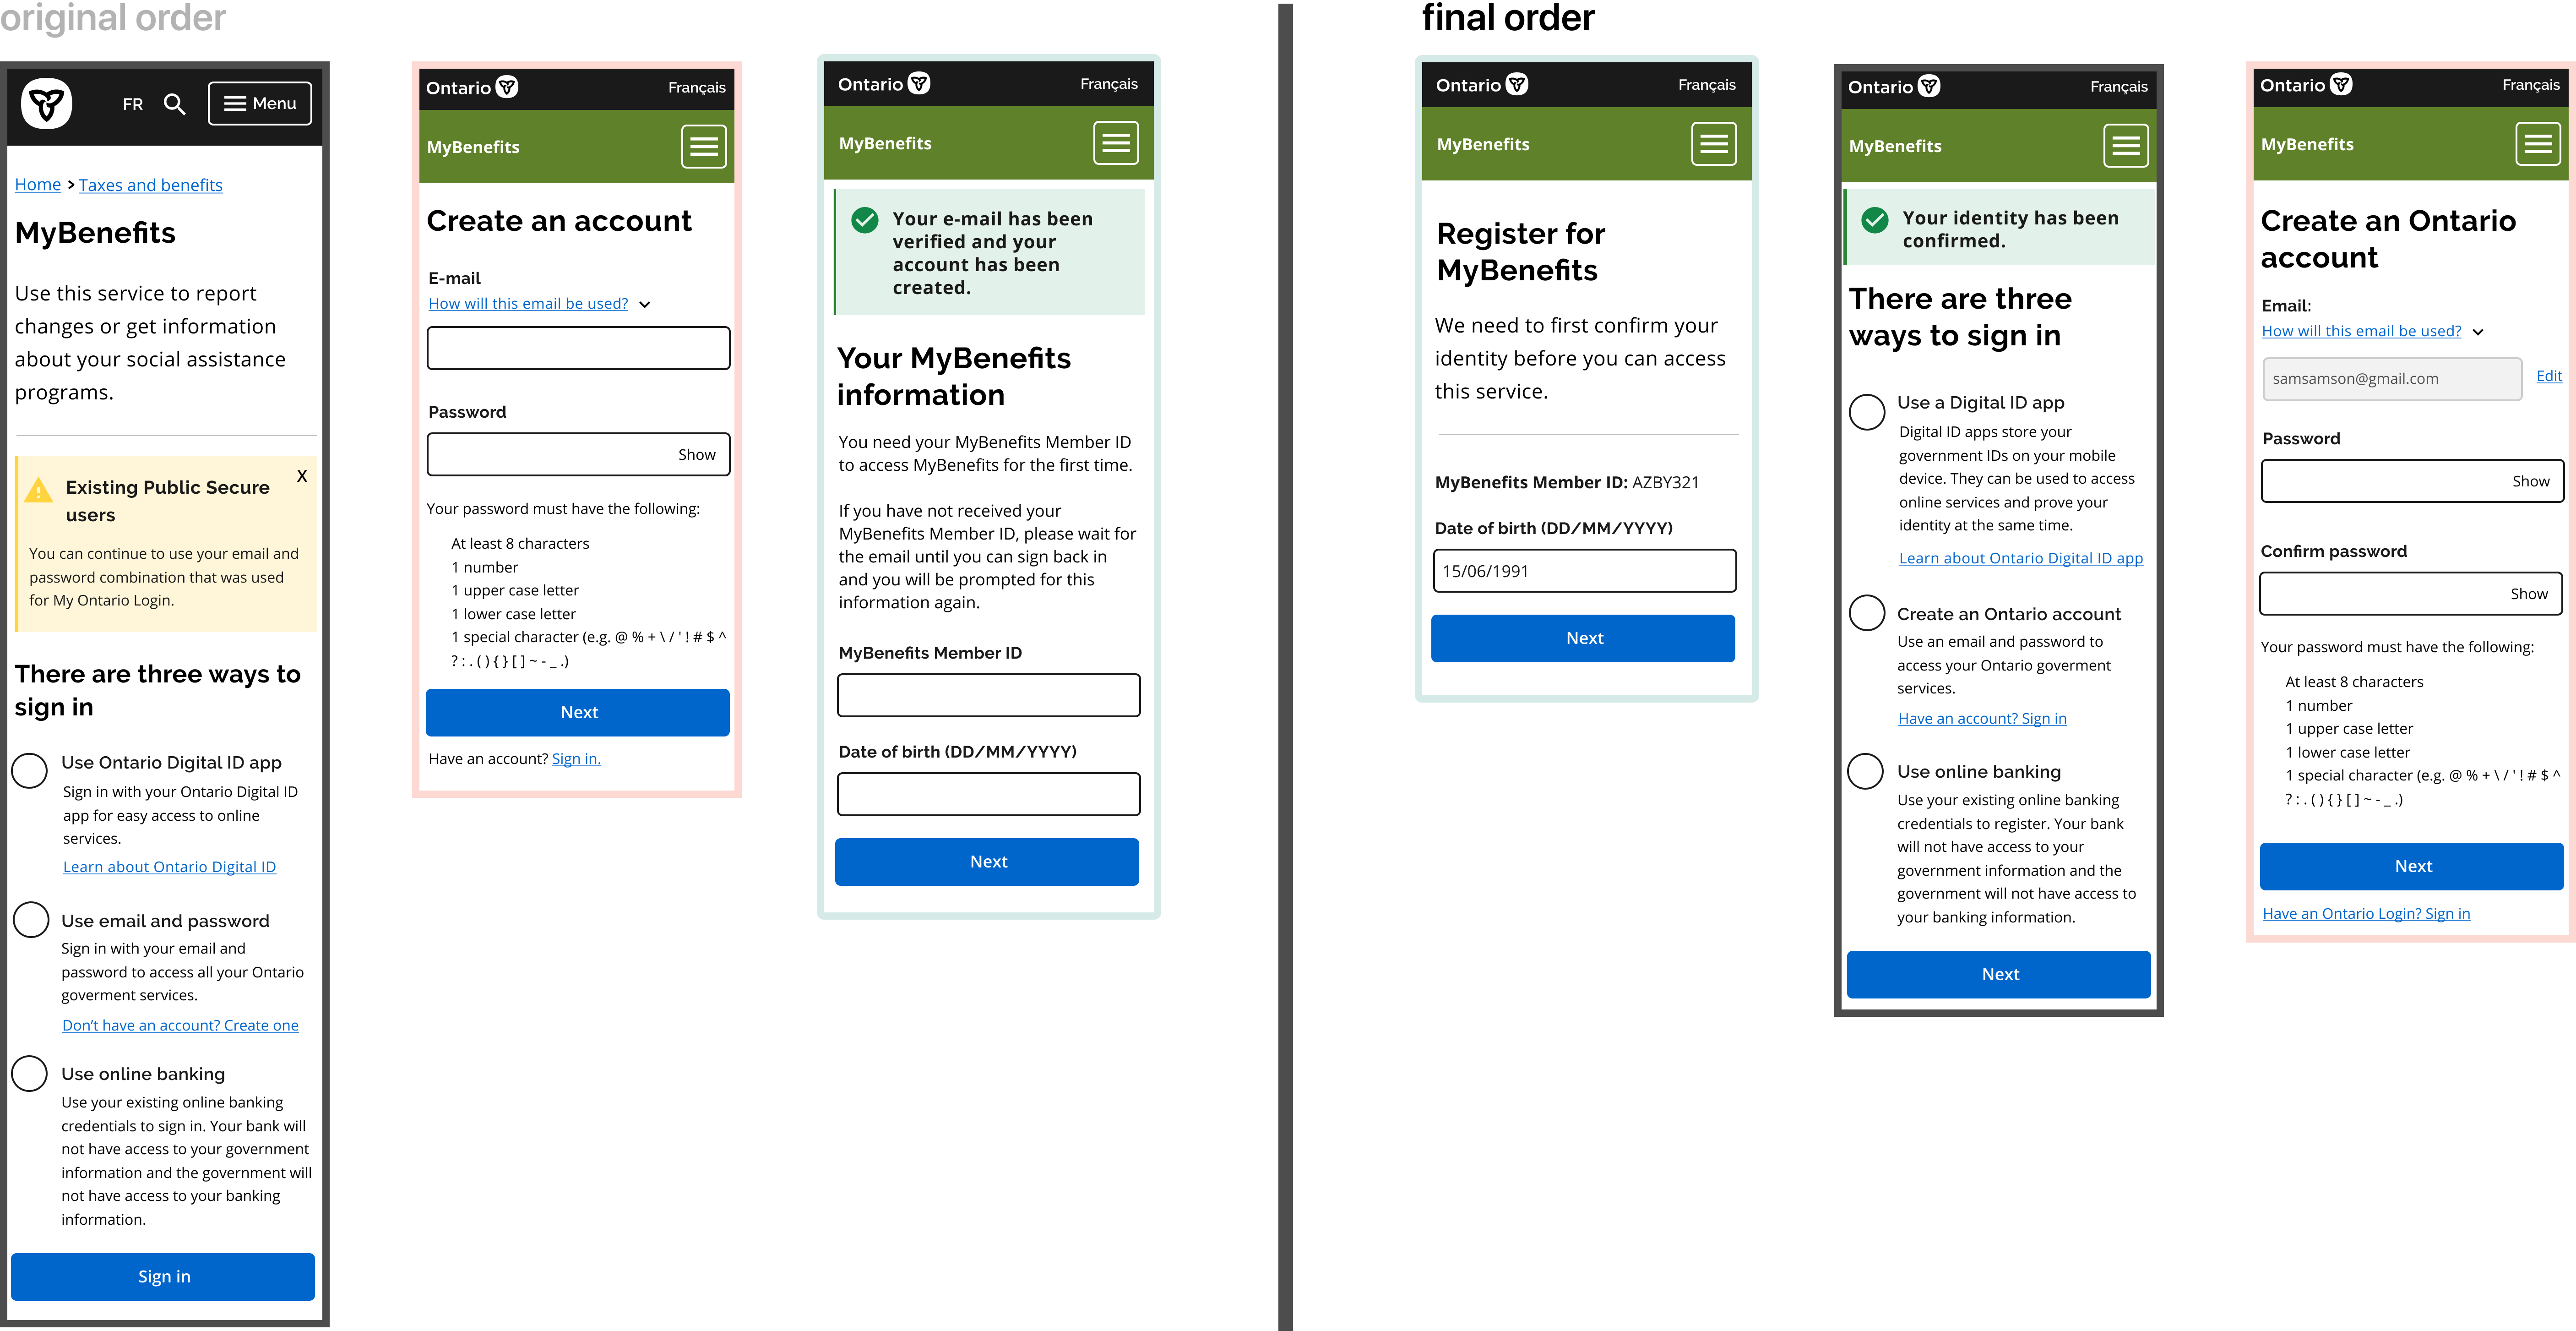 original order
FR
Menu
Home > Taxes and benefits
MyBenefits
Use this service to report
changes or get information
about your social assistance
programs.
X
Existing Public Secure
users
You can continue to use your email and
password combination that was used
for My Ontario Login.
There are three ways to
sign in
Use Ontario Digital ID app
Sign in with your Ontario Digital ID
app for easy access to online
services.
Learn about Ontario Digital ID
Use email and password
Sign in with your email and
password to access all your Ontario
goverment services.
Don't have an account? Create one
Use online banking
Use your existing online banking
credentials to sign in. Your bank will
not have access to your government
information and the government will
not have access to your banking
information.
Sign in
Ontario
Français
MyBenefits
Create an account
E-mail
How will this email be used?
Password
Show
Your password must have the following:
At least 8 characters
1 number
1 upper case letter
1 lower case letter
1 special character (e.g. @ % + \ / ' ! # $ ^
? : . ( ) { } [ ] ~ - _ .)
Next
Have an account? Sign in.
Ontario
Français
MyBenefits
Your e-mail has been
verified and your
account has been
created.
Your MyBenefits
information
You need your MyBenefits Member ID
to access MyBenefits for the first time.
If you have not received your
MyBenefits Member ID, please wait for
the email until you can sign back in
and you will be prompted for this
information again.
MyBenefits Member ID
Date of birth (DD/MM/YYYY)
Next
final order
Ontario
Français
MyBenefits
Register for
MyBenefits
We need to first confirm your
identity before you can access
this service.
MyBenefits Member ID: AZBY321
Date of birth (DD/MM/YYYY)
15/06/1991
Next
Ontario
Français
MyBenefits
Your identity has been
confirmed.
There are three
ways to sign in
Use a Digital ID app
Digital ID apps store your
government IDs on your mobile
device. They can be used to access
online services and prove your
identity at the same time.
Learn about Ontario Digital ID app
Create an Ontario account
Use an email and password to
access your Ontario goverment
services.
Have an account? Sign in
Use online banking
Use your existing online banking
credentials to register. Your bank
will not have access to your
government information and the
government will not have access to
your banking information.
Next
Ontario
Français
MyBenefits
Create an Ontario
account
Email:
How will this email be used?
samsamson@gmail.com
Edit
Password
Show
Confirm password
Show
Your password must have the following:
At least 8 characters
1 number
1 upper case letter
1 lower case letter
1 special character (e.g. @ % + \ / ' ! # $ ^
? : . ( ) { } [ ] ~ - _ .)
Next
Have an Ontario Login? Sign in